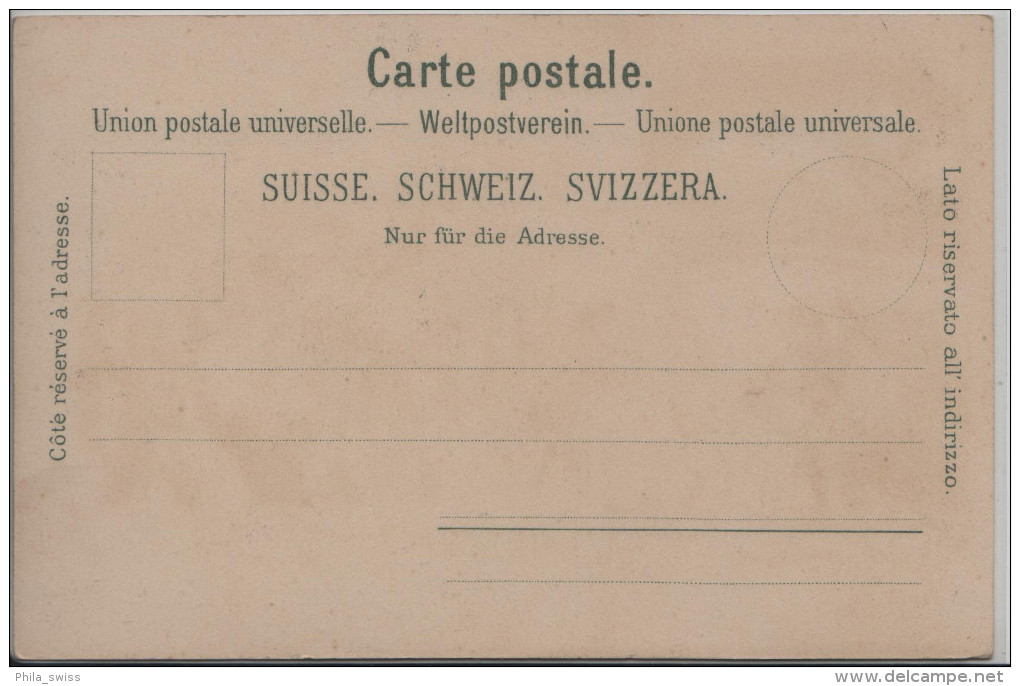 Carte postale.
Union postale universelle.— Weltpostverein.— Unione postale universale.
SUISSE. SCHWEIZ. SVIZZERA.
Nur für die Adresse.
Côté réservé à l'adresse.
Lato riservato all' indirizzo.
Phila_swiss
www.delcampe.net